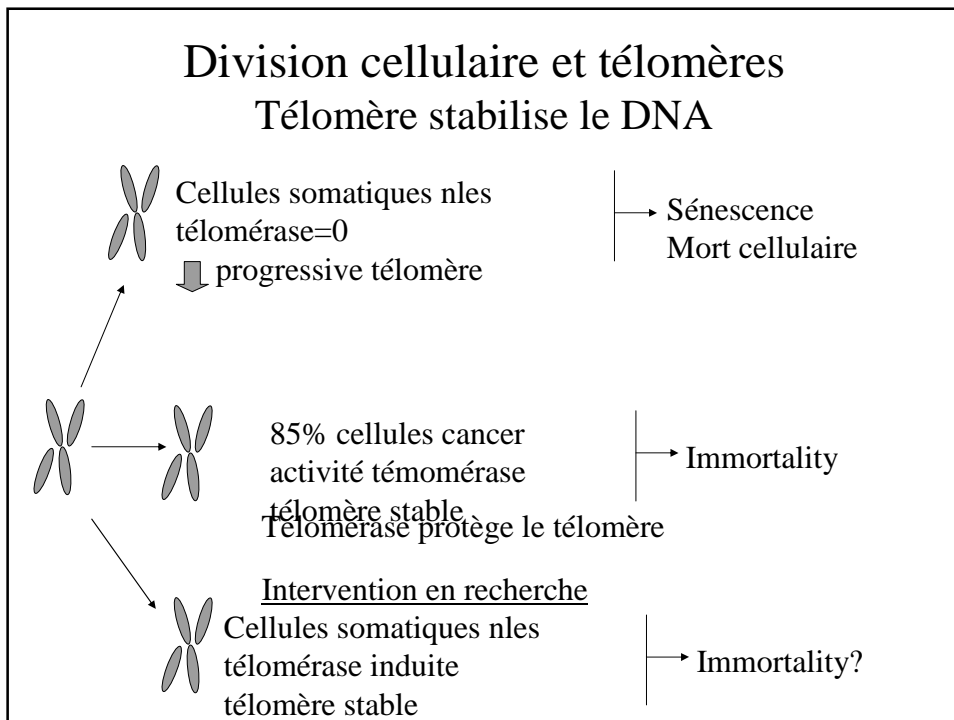 Division cellulaire et télomères
Télomère stabilise le DNA
Cellules somatiques nles
télomérase=0
progressive télomère
Sénescence
Mort cellulaire
85% cellules cancer
activité témomérase
télomère stable
Immortality
Télomérase protège le télomère
Intervention en recherche
Cellules somatiques nles
télomérase induite
télomère stable
Immortality?